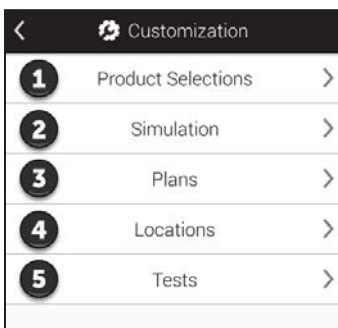 Customization
1 Product Selections
2 Simulation
3 Plans
4 Locations
5 Tests